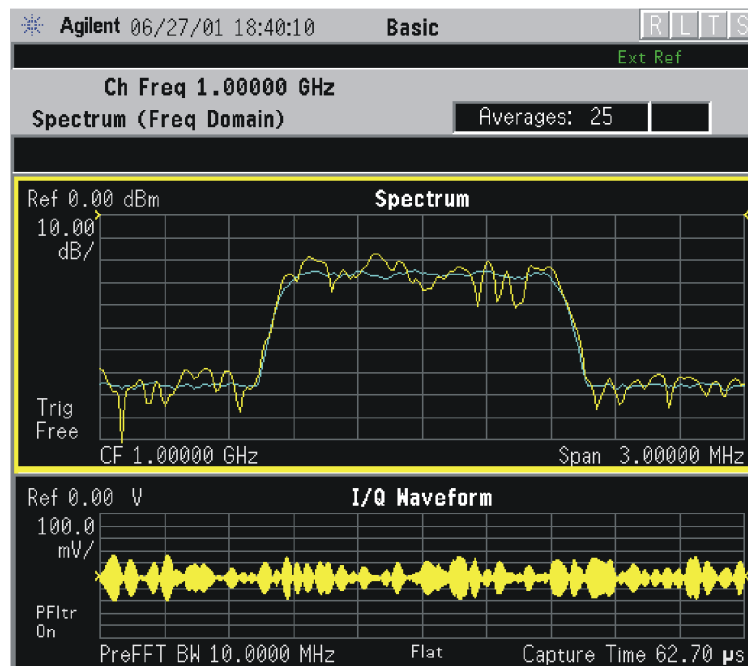 Agilent 06/27/01 18:40:10 Basic R L T S
Ext Ref
Ch Freq 1.00000 GHz
Spectrum (Freq Domain) Averages: 25
Ref 0.00 dBm Spectrum
10.00
dB/
Trig
Free
CF 1.00000 GHz Span 3.00000 MHz
Ref 0.00 V I/Q Waveform
100.0
mV/
PFltr
On
PreFFT BW 10.0000 MHz Flat Capture Time 62.70 µs